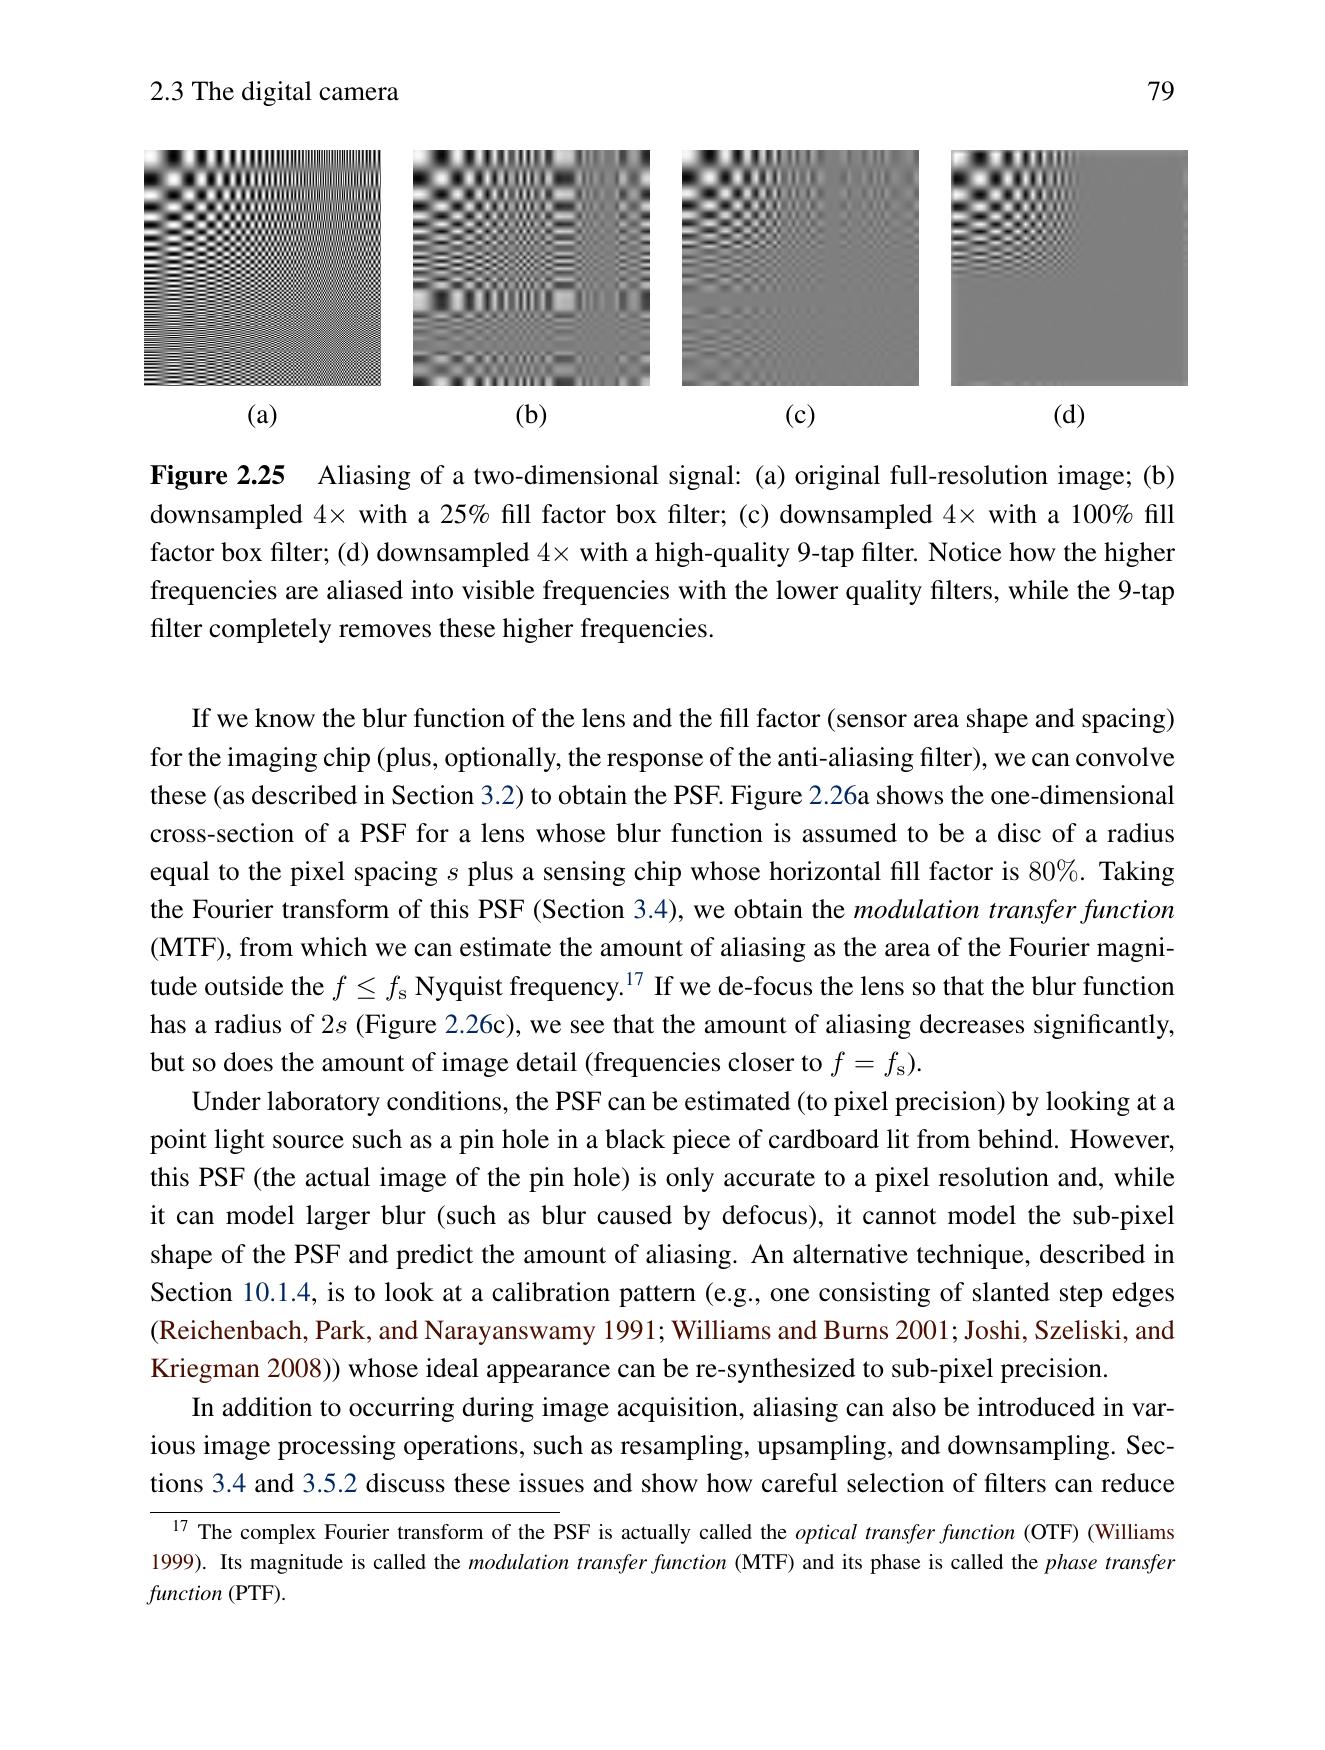 2.3 The digital camera 79
(a) (b) (c) (d)
Figure 2.25 Aliasing of a two-dimensional signal: (a) original full-resolution image; (b)
downsampled 4× with a 25% fill factor box filter; (c) downsampled 4× with a 100% fill
factor box filter; (d) downsampled 4× with a high-quality 9-tap filter. Notice how the higher
frequencies are aliased into visible frequencies with the lower quality filters, while the 9-tap
filter completely removes these higher frequencies.
If we know the blur function of the lens and the fill factor (sensor area shape and spacing)
for the imaging chip (plus, optionally, the response of the anti-aliasing filter), we can convolve
these (as described in Section 3.2) to obtain the PSF. Figure 2.26a shows the one-dimensional
cross-section of a PSF for a lens whose blur function is assumed to be a disc of a radius
equal to the pixel spacing s plus a sensing chip whose horizontal fill factor is 80%. Taking
the Fourier transform of this PSF (Section 3.4), we obtain the modulation transfer function
(MTF), from which we can estimate the amount of aliasing as the area of the Fourier magni-
tude outside the f ≤ fs Nyquist frequency.17 If we de-focus the lens so that the blur function
has a radius of 2s (Figure 2.26c), we see that the amount of aliasing decreases significantly,
but so does the amount of image detail (frequencies closer to f = fs).
Under laboratory conditions, the PSF can be estimated (to pixel precision) by looking at a
point light source such as a pin hole in a black piece of cardboard lit from behind. However,
this PSF (the actual image of the pin hole) is only accurate to a pixel resolution and, while
it can model larger blur (such as blur caused by defocus), it cannot model the sub-pixel
shape of the PSF and predict the amount of aliasing. An alternative technique, described in
Section 10.1.4, is to look at a calibration pattern (e.g., one consisting of slanted step edges
(Reichenbach, Park, and Narayanswamy 1991; Williams and Burns 2001; Joshi, Szeliski, and
Kriegman 2008)) whose ideal appearance can be re-synthesized to sub-pixel precision.
In addition to occurring during image acquisition, aliasing can also be introduced in var-
ious image processing operations, such as resampling, upsampling, and downsampling. Sec-
tions 3.4 and 3.5.2 discuss these issues and show how careful selection of filters can reduce
17 The complex Fourier transform of the PSF is actually called the optical transfer function (OTF) (Williams
1999). Its magnitude is called the modulation transfer function (MTF) and its phase is called the phase transfer
function (PTF).